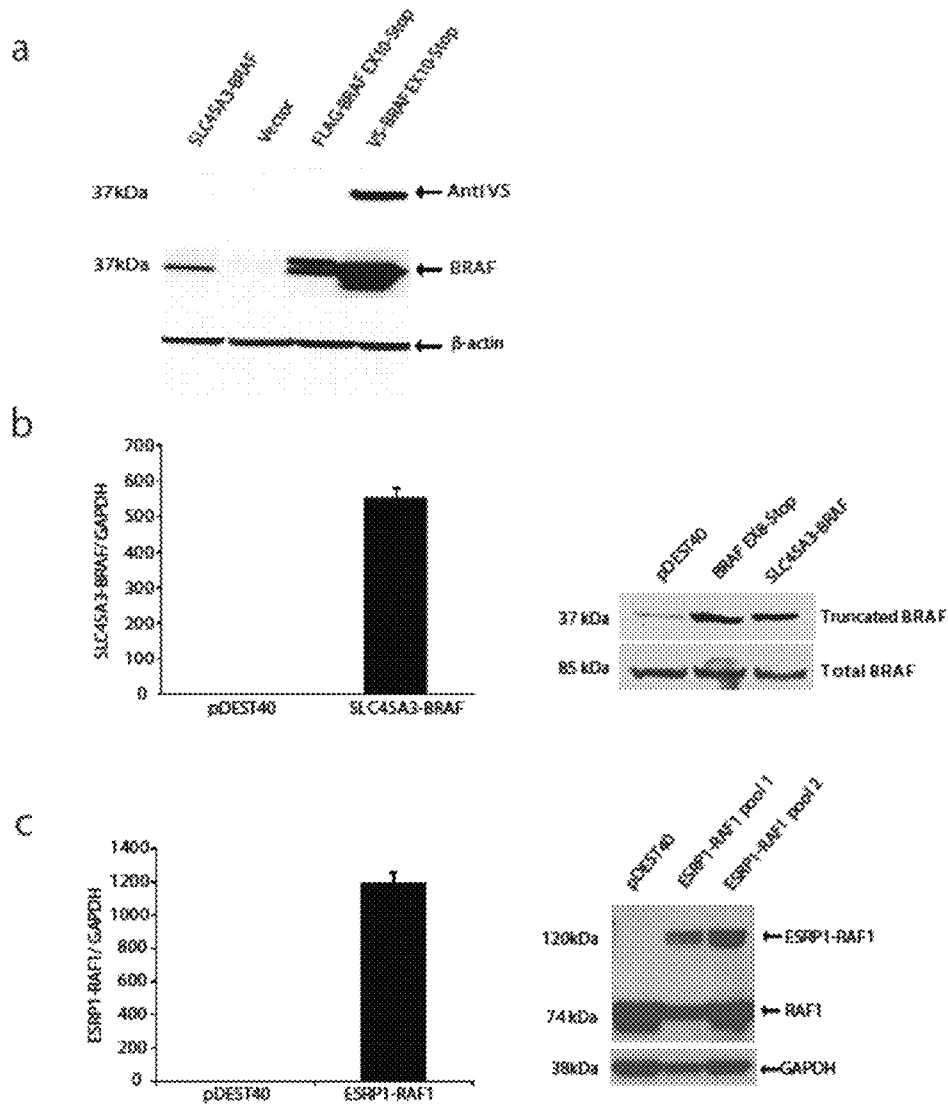 a
SLC45A3-BRAF
Vector
FLAG-BRAF EX10-Stop
V5-BRAF EX10-Stop
37kDa
Anti V5
37kDa
BRAF
β-actin
b
SLC45A3-BRAF/ GAPDH
700
600
500
400
300
200
100
0
pDEST40
SLC45A3-BRAF
pDEST40
BRAF EX8-Stop
SLC45A3-BRAF
37 kDa
Truncated BRAF
85 kDa
Total BRAF
c
ESRP1-RAF1/ GAPDH
1400
1200
1000
800
600
400
200
0
pDEST40
ESRP1-RAF1
pDEST40
ESRP1-RAF1 pool 1
ESRP1-RAF1 pool 2
120kDa
ESRP1-RAF1
74 kDa
RAF1
38kDa
GAPDH